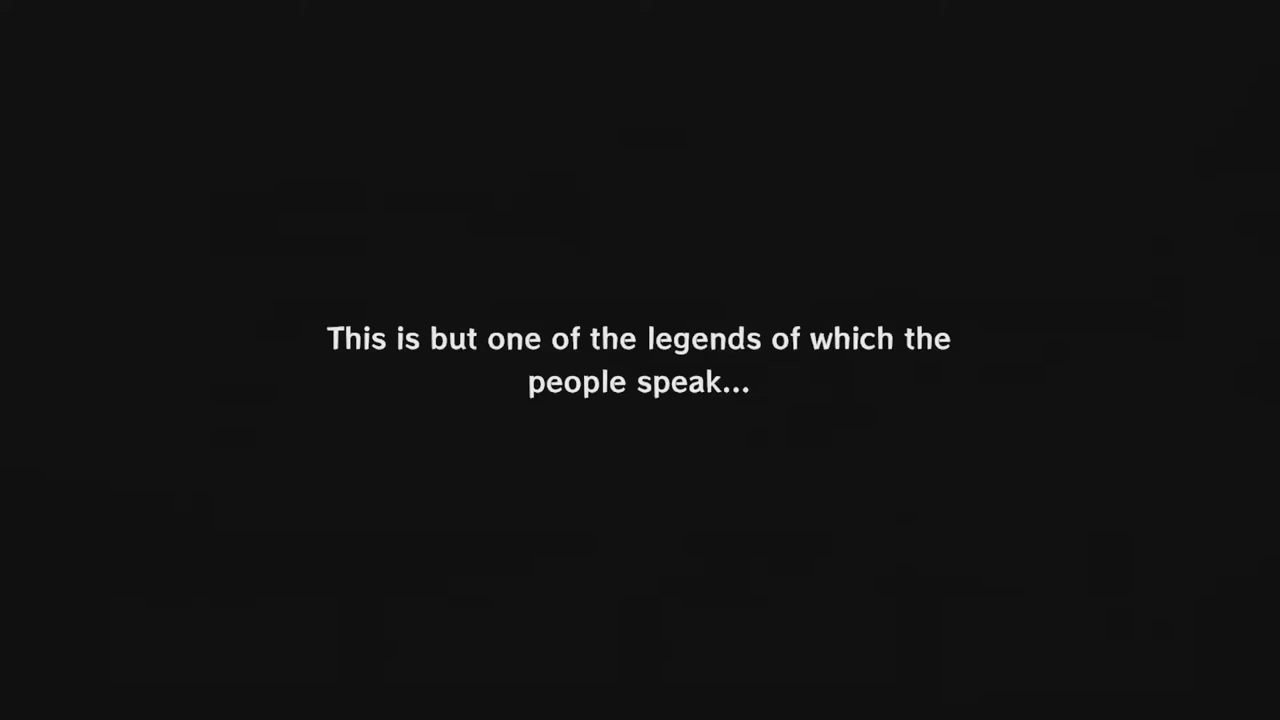 This is but one of the legends of which the
people speak...